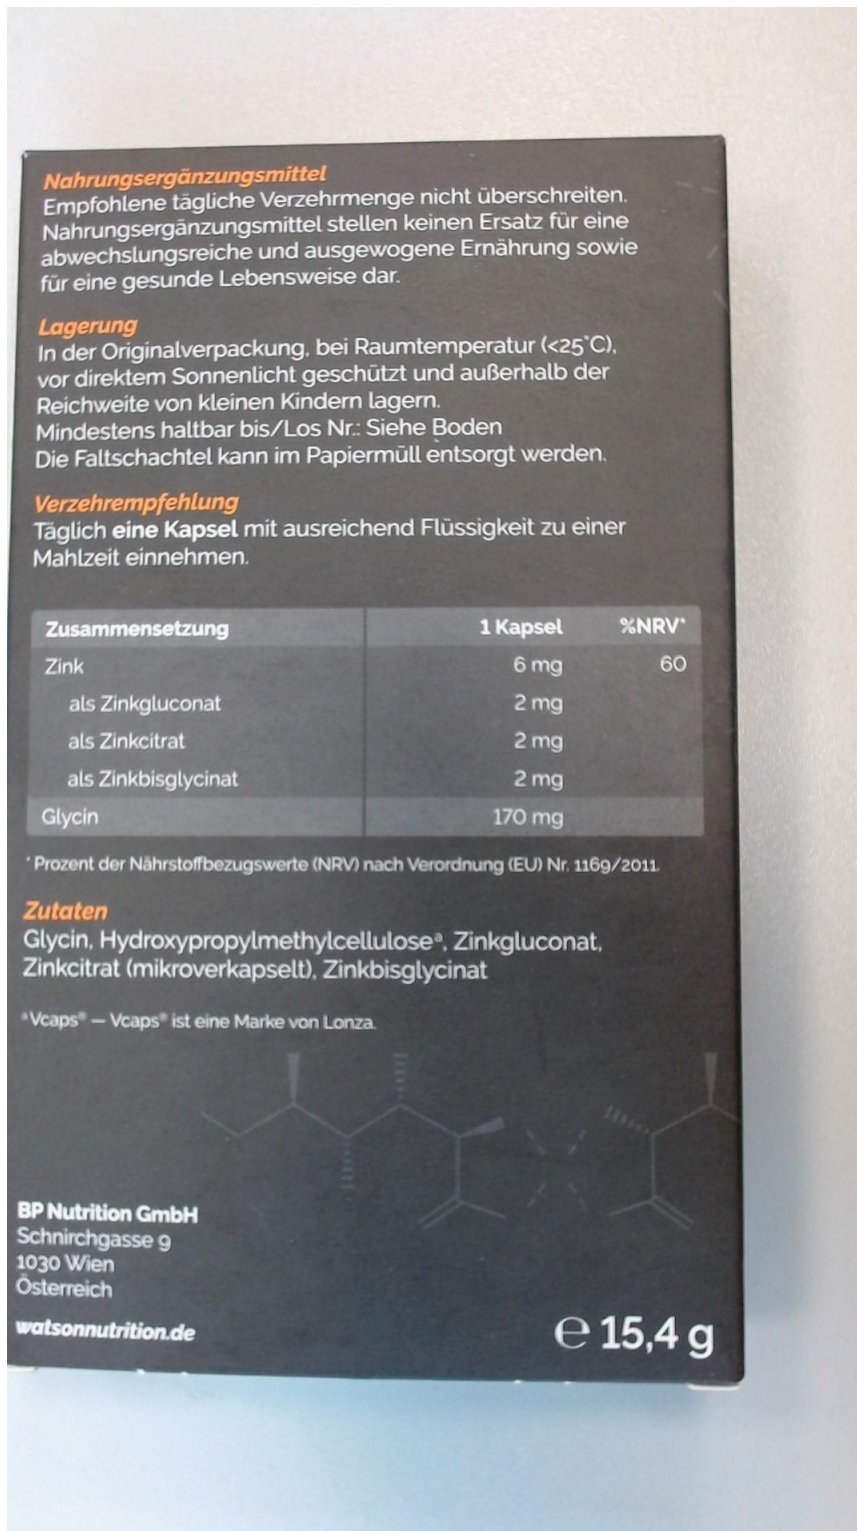 Nahrungsergänzungsmittel
Empfohlene tägliche Verzehrmenge nicht überschreiten.
Nahrungsergänzungsmittel stellen keinen Ersatz für eine
abwechslungsreiche und ausgewogene Ernährung sowie
für eine gesunde Lebensweise dar.
Lagerung
In der Originalverpackung, bei Raumtemperatur (<25°C),
vor direktem Sonnenlicht geschützt und außerhalb der
Reichweite von kleinen Kindern lagern.
Mindestens haltbar bis/Los Nr.: Siehe Boden
Die Faltschachtel kann im Papiermüll entsorgt werden.
Verzehrempfehlung
Täglich eine Kapsel mit ausreichend Flüssigkeit zu einer
Mahlzeit einnehmen.
Zusammensetzung 1 Kapsel %NRV*
Zink 6 mg 60
als Zinkgluconat 2 mg
als Zinkcitrat 2 mg
als Zinkbisglycinat 2 mg
Glycin 170 mg
* Prozent der Nährstoffbezugswerte (NRV) nach Verordnung (EU) Nr. 1169/2011.
Zutaten
Glycin, Hydroxypropylmethylcelluloseª, Zinkgluconat,
Zinkcitrat (mikroverkapselt), Zinkbisglycinat
ª Vcaps® – Vcaps® ist eine Marke von Lonza.
BP Nutrition GmbH
Schnirchgasse 9
1030 Wien
Österreich
watsonnutrition.de
℮ 15,4 g